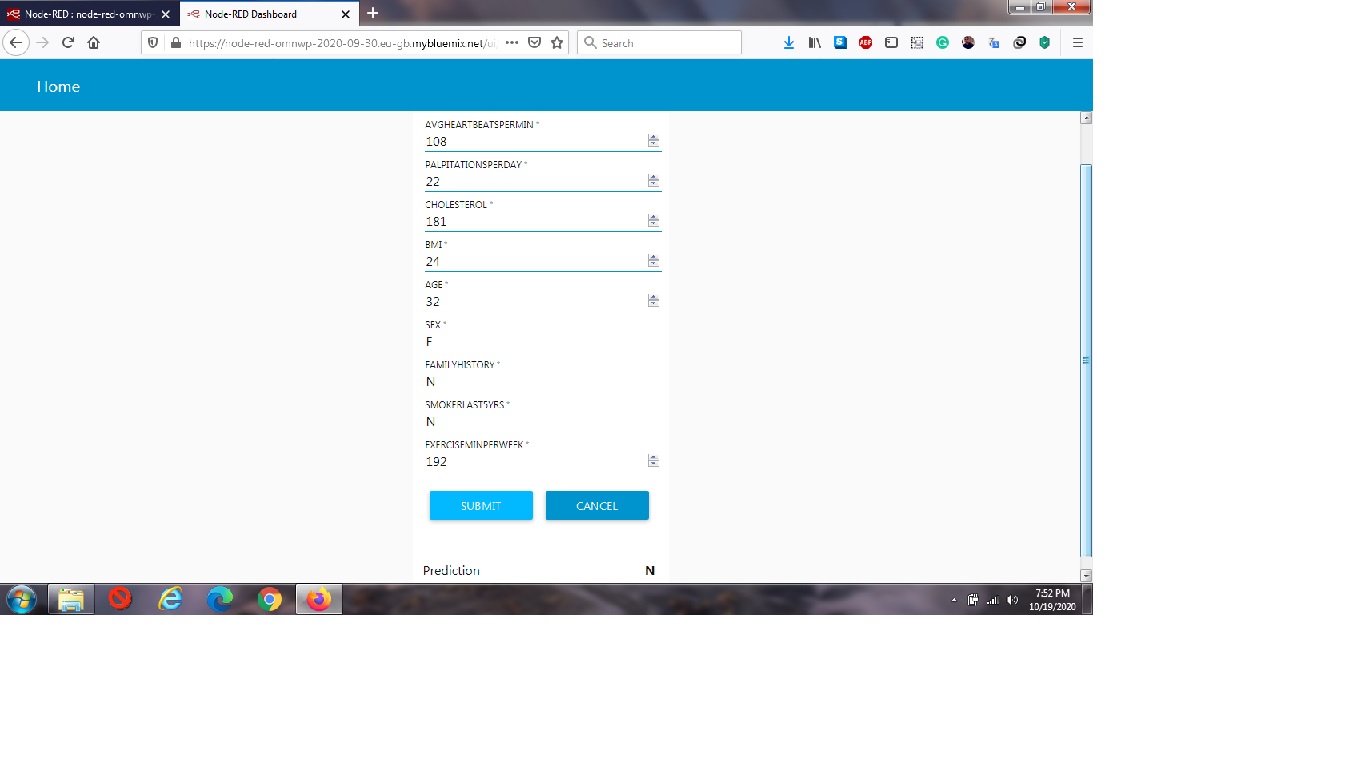 Node-RED : node-red-omnwp-
Node-RED Dashboard
https://node-red-omnwp-2020-09-30.eu-gb.mybluemix.net/ui
Search
ABP
Home
AVGHEARTBEATSPERMIN *
108
PALPITATIONSPERDAY *
22
CHOLESTEROL *
181
BMI *
24
AGE *
32
SEX *
F
FAMILYHISTORY *
N
SMOKERLAST5YRS *
N
EXERCISEMINPERWEEK *
192
SUBMIT CANCEL
Prediction N
7:52 PM
10/19/2020